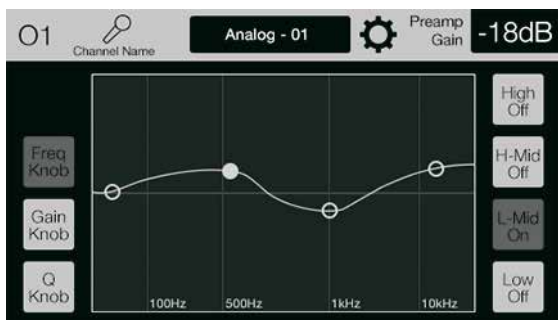 O1
Channel Name
Analog - 01
Preamp
Gain
-18dB
Freq
Knob
Gain
Knob
Q
Knob
100Hz
500Hz
1kHz
10kHz
High
Off
H-Mid
Off
L-Mid
On
Low
Off